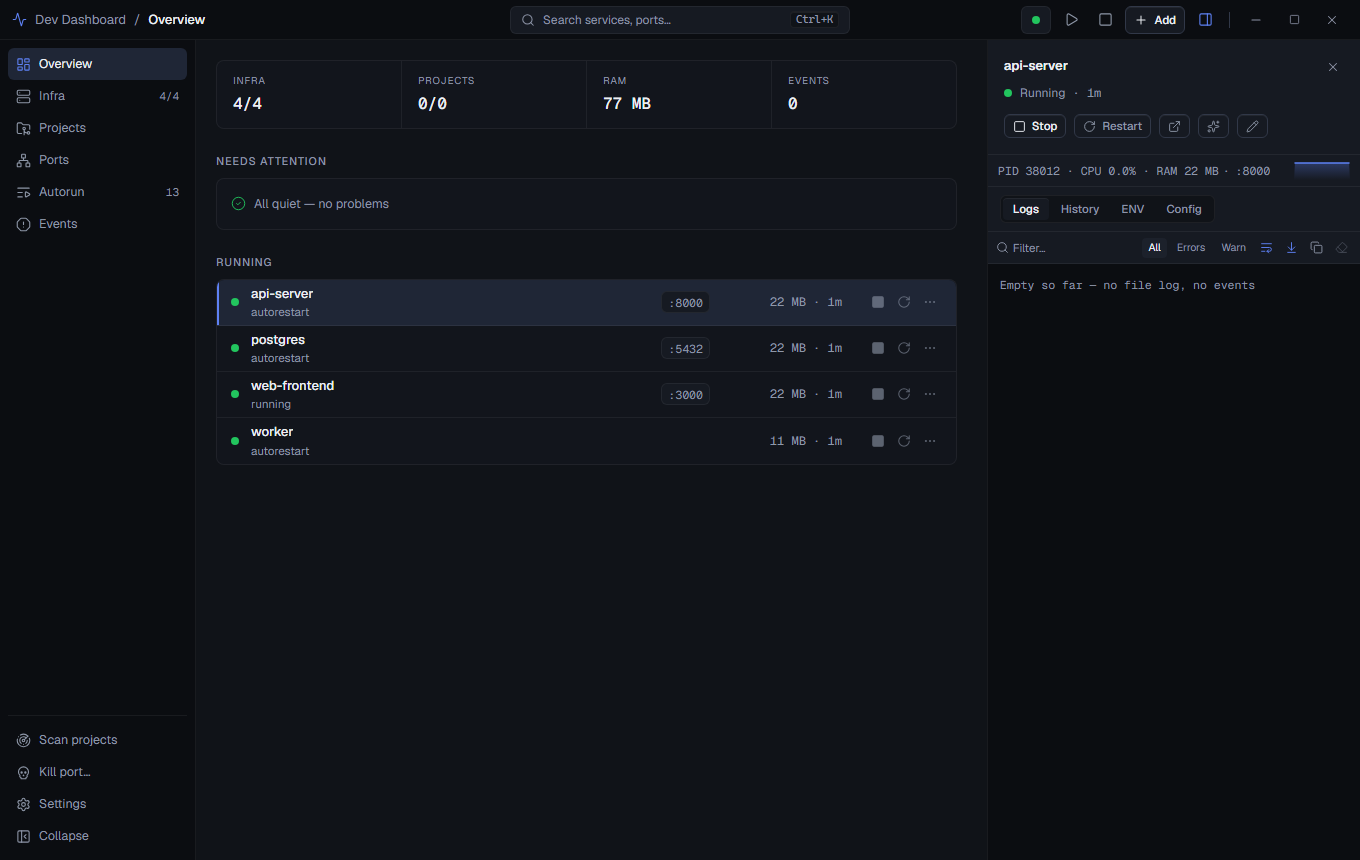 Dev Dashboard / Overview
Search services, ports… Ctrl+K
Add
Overview
Infra 4/4
Projects
Ports
Autorun 13
Events
Scan projects
Kill port…
Settings
Collapse
INFRA
4/4
PROJECTS
0/0
RAM
77 MB
EVENTS
0
NEEDS ATTENTION
All quiet — no problems
RUNNING
api-server
autorestart
:8000 22 MB · 1m
postgres
autorestart
:5432 22 MB · 1m
web-frontend
running
:3000 22 MB · 1m
worker
autorestart
11 MB · 1m
api-server
Running · 1m
Stop Restart
PID 38012 · CPU 0.0% · RAM 22 MB · :8000
Logs History ENV Config
Filter… All Errors Warn
Empty so far — no file log, no events